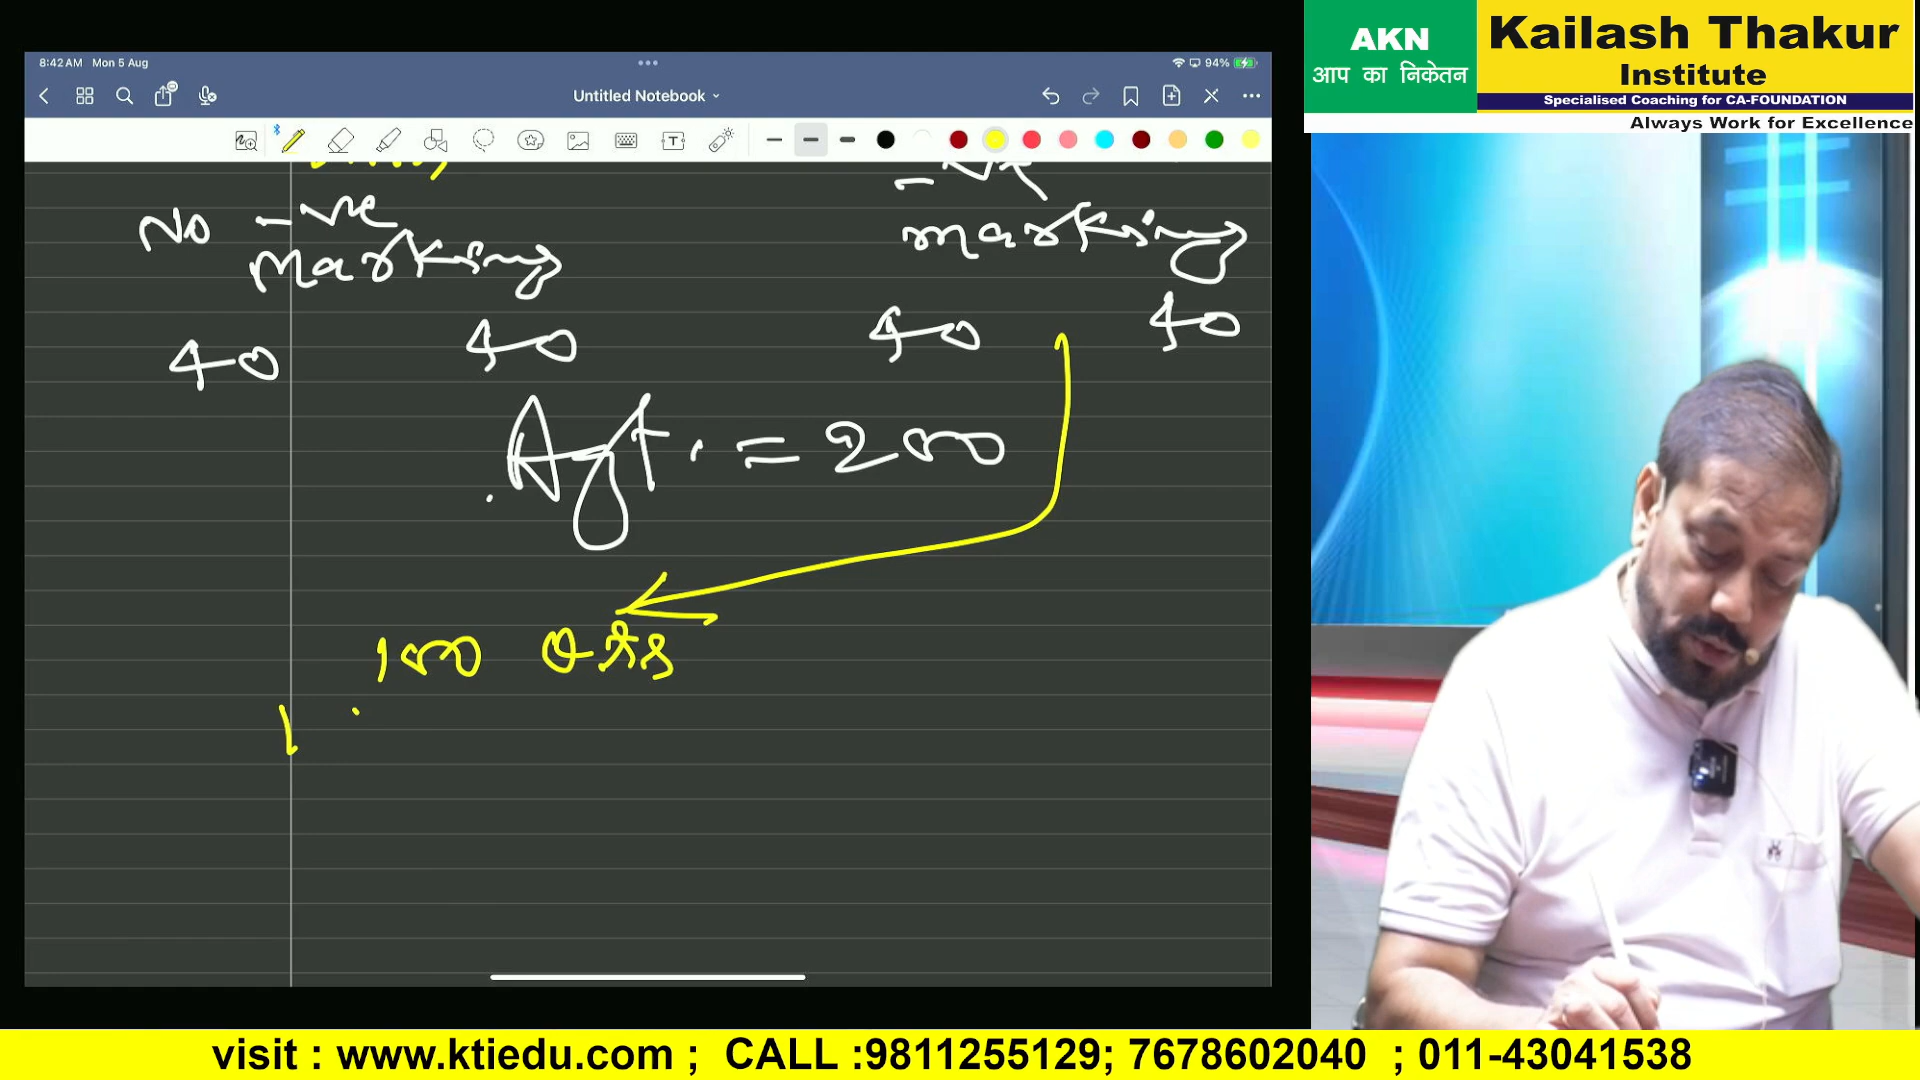 8:42 AM Mon 5 Aug
94%
Untitled Notebook
No -ve
marking
-ve
marking
40 40 40 40
Agt. = 200
100 Qss
AKN
आप का निकेतन
Kailash Thakur
Institute
Specialised Coaching for CA-FOUNDATION
Always Work for Excellence
visit : www.ktiedu.com ; CALL :9811255129; 7678602040 ; 011-43041538